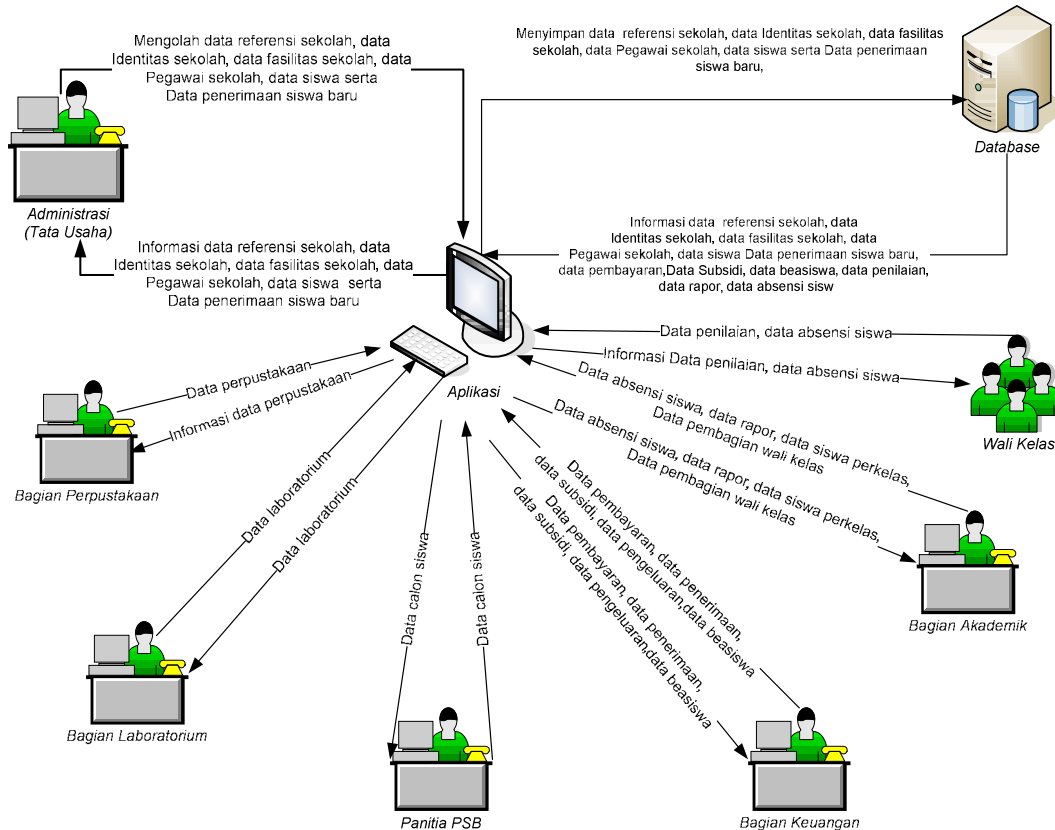 Mengolah data referensi sekolah, data
Identitas sekolah, data fasilitas sekolah, data
Pegawai sekolah, data siswa serta
Data penerimaan siswa baru
Menyimpan data referensi sekolah, data Identitas sekolah, data fasilitas
sekolah, data Pegawai sekolah, data siswa serta Data penerimaan
siswa baru,
Database
Administrasi
(Tata Usaha)
Informasi data referensi sekolah, data
Identitas sekolah, data fasilitas sekolah, data
Pegawai sekolah, data siswa serta
Data penerimaan siswa baru
Informasi data referensi sekolah, data
Identitas sekolah, data fasilitas sekolah, data
Pegawai sekolah, data siswa Data penerimaan siswa baru,
data pembayaran,Data Subsidi, data beasiswa, data penilaian,
data rapor, data absensi sisw
Aplikasi
Data penilaian, data absensi siswa
Informasi Data penilaian, data absensi siswa
Wali Kelas
Data perpustakaan
Informasi data perpustakaan
Bagian Perpustakaan
Data absensi siswa, data rapor, data siswa perkelas,
Data pembagian wali kelas
Data absensi siswa, data rapor, data siswa perkelas,
Data pembagian wali kelas
Bagian Akademik
Data laboratorium
Data laboratorium
Bagian Laboratorium
Data calon siswa
Data calon siswa
Panitia PSB
Data pembayaran, data penerimaan,
data subsidi, data pengeluaran,data beasiswa
Data pembayaran, data penerimaan,
data subsidi, data pengeluaran,data beasiswa
Bagian Keuangan